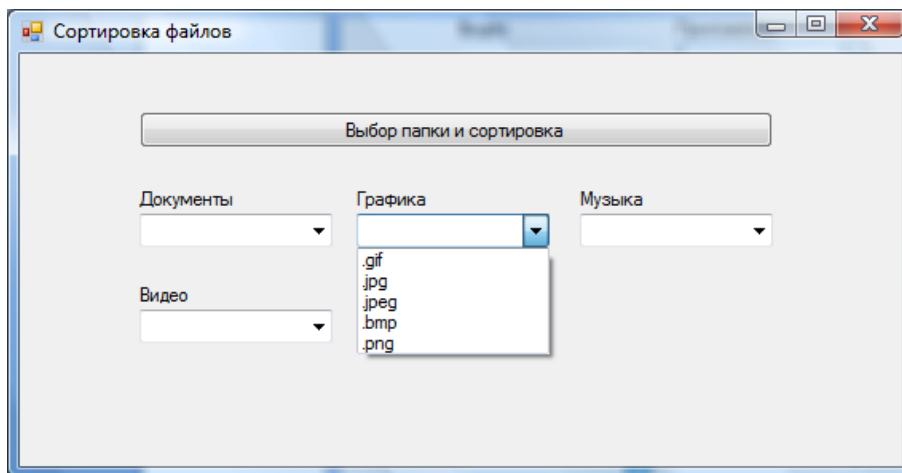 Сортировка файлов
Выбор папки и сортировка
Документы
Графика
Музыка
.gif
.jpg
.jpeg
.bmp
.png
Видео